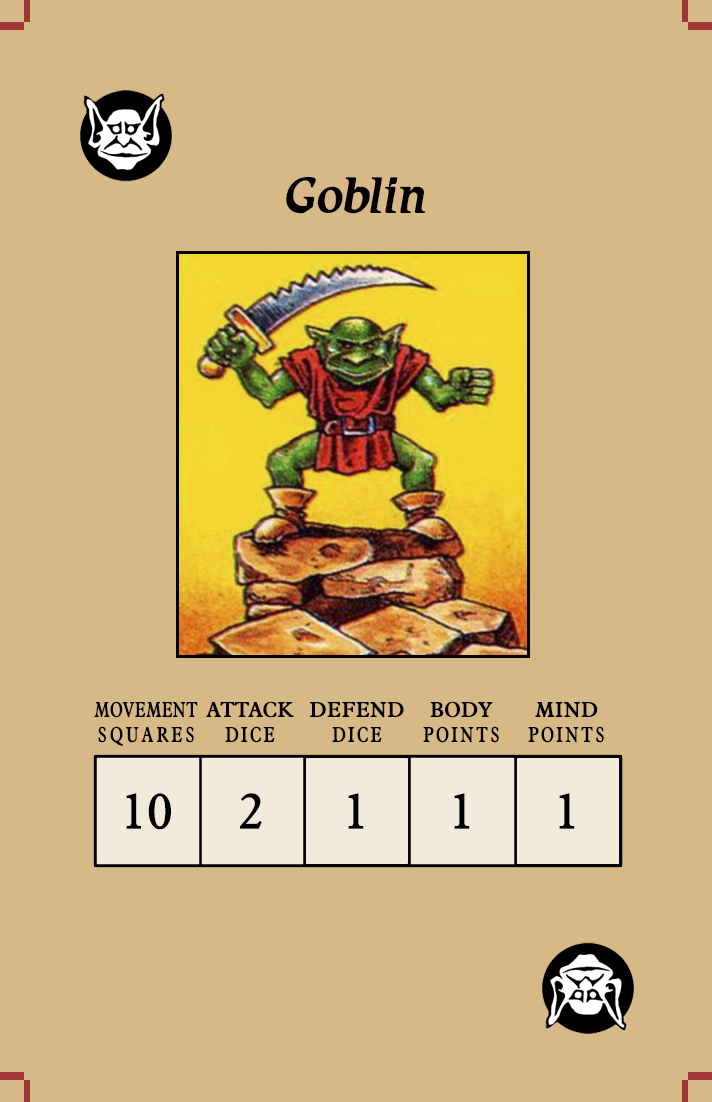 Goblin
MOVEMENT ATTACK DEFEND BODY MIND
SQUARES DICE DICE POINTS POINTS
10 2 1 1 1